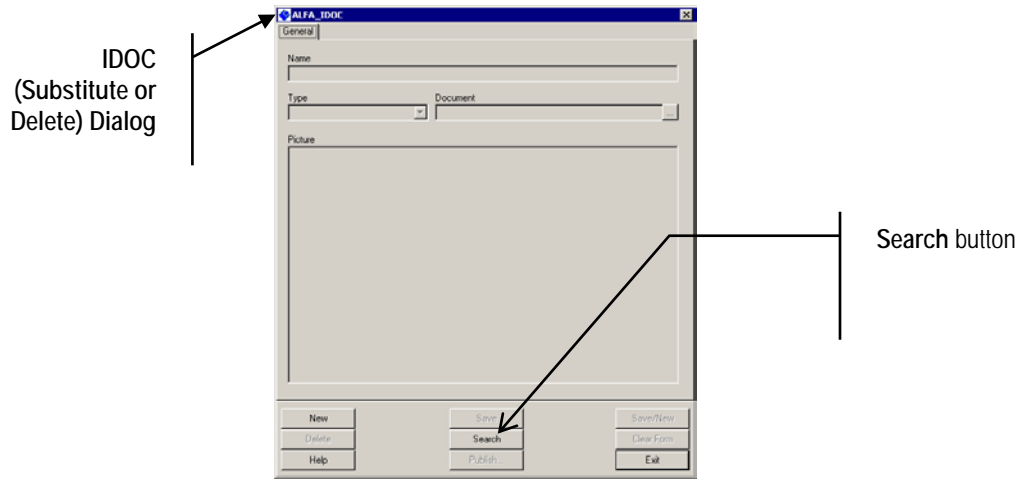 ALFA_IDOC
General
IDOC
(Substitute or
Delete) Dialog
Name
Type Document
...
Picture
Search button
New Save Save/New
Delete Search Clear Form
Help Publish... Exit